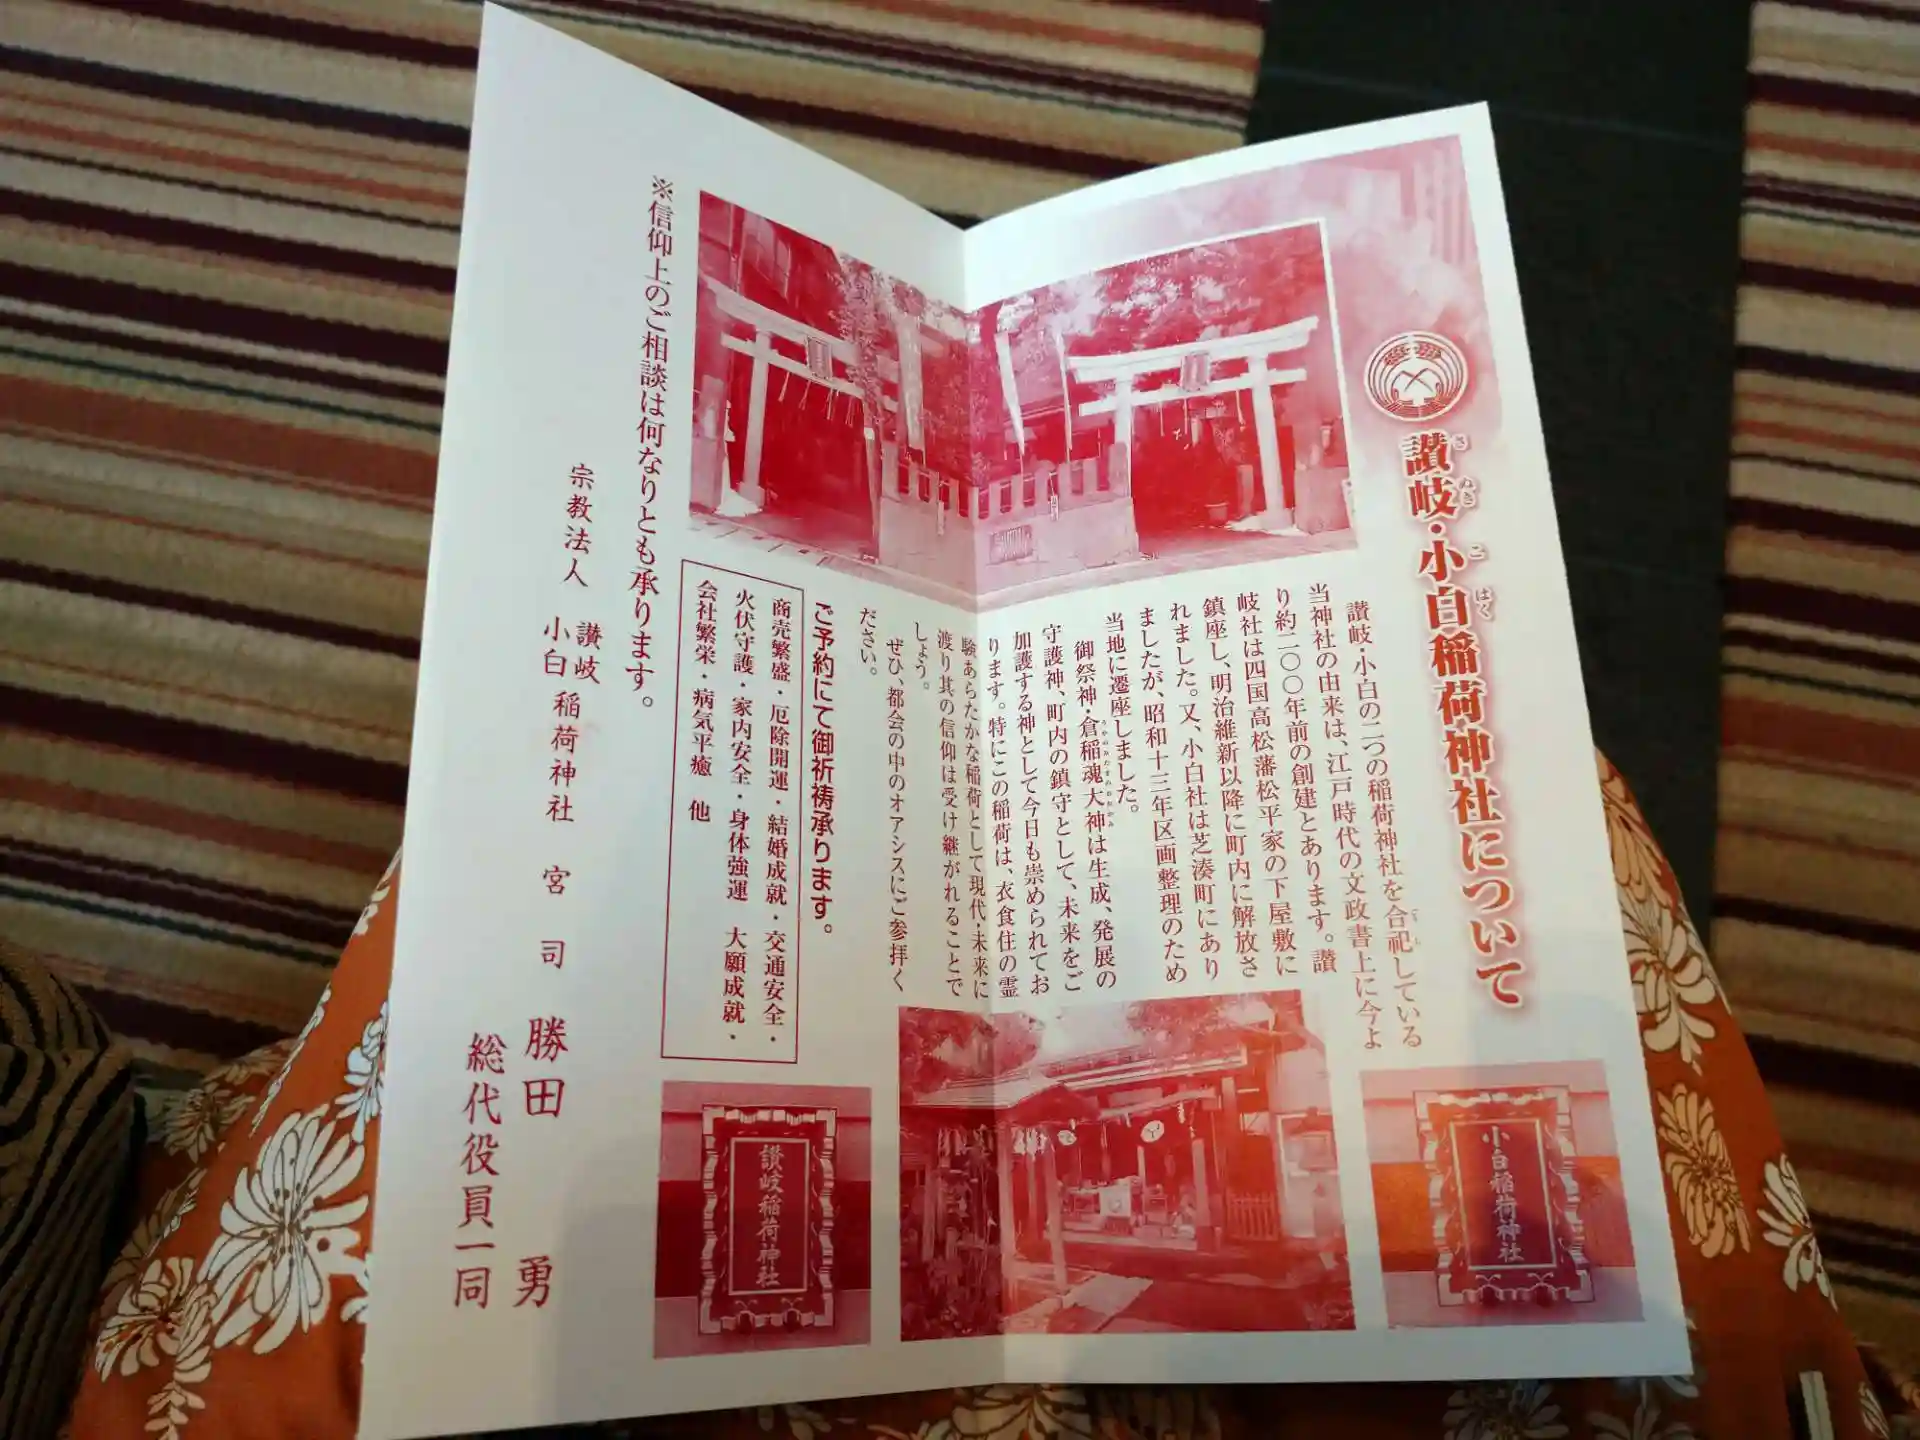 讃岐・小白稲荷神社について
さぬき こはく
讃岐・小白の二つの稲荷神社を合祀している
当神社の由来は、江戸時代の文政書上に今よ
り約二〇〇年前の創建とあります。讃
岐社は四国高松藩松平家の下屋敷に
鎮座し、明治維新以降に町内に解放さ
れました。又、小白社は芝湊町にあり
ましたが、昭和十三年区画整理のため
当地に遷座しました。
御祭神・倉稲魂大神は生成、発展の
守護神、町内の鎮守として、未来をご
加護する神として今日も崇められてお
ります。特にこの稲荷は、衣食住の霊
験あらたかな稲荷として現代・未来に
渡り其の信仰は受け継がれることで
しょう。
ぜひ、都会の中のオアシスにご参拝く
ださい。
ご予約にて御祈祷承ります。
商売繁盛・厄除開運・結婚成就・交通安全・
火伏守護・家内安全・身体強運 大願成就・
会社繁栄・病気平癒 他
※信仰上のご相談は何なりとも承ります。
宗教法人 讃岐小白稲荷神社 宮司 勝田 勇
総代役員一同
小白稲荷神社
讃岐稲荷神社